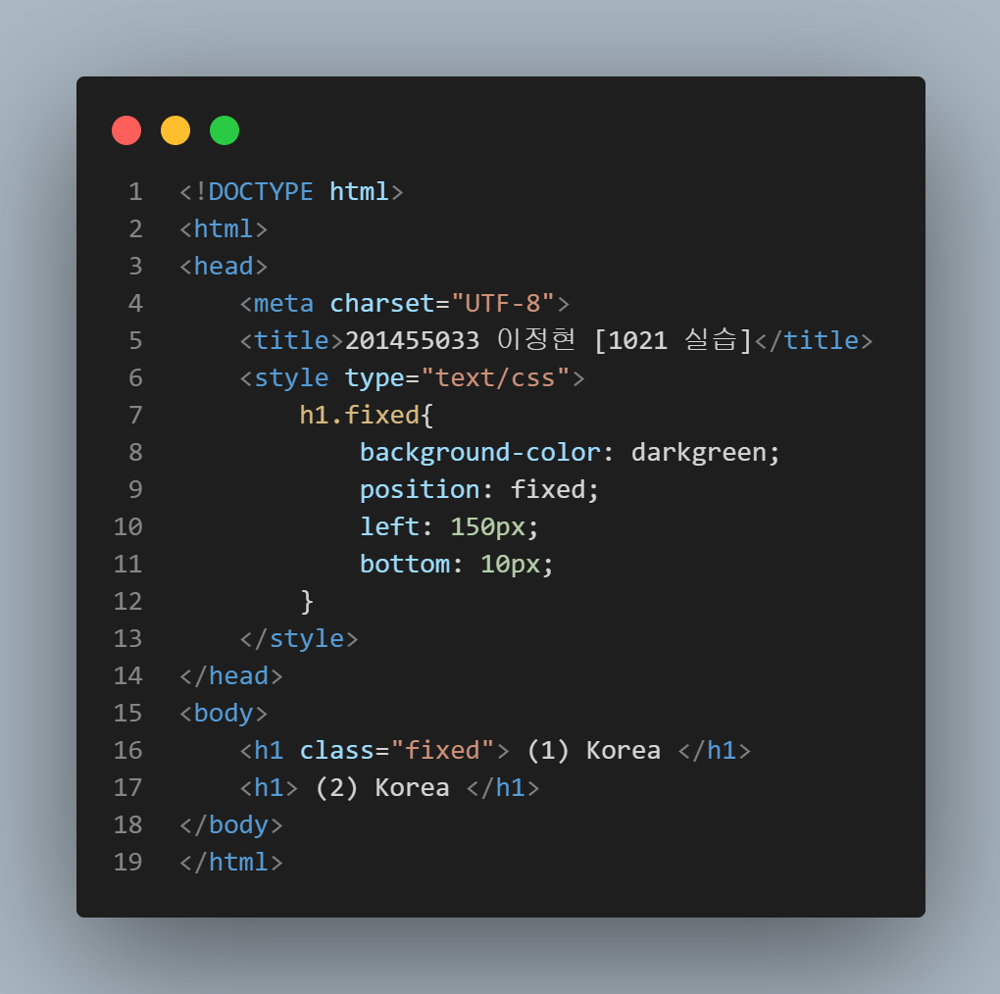 1 <!DOCTYPE html>
2 <html>
3 <head>
4     <meta charset="UTF-8">
5     <title>201455033 이정현 [1021 실습]</title>
6     <style type="text/css">
7         h1.fixed{
8             background-color: darkgreen;
9             position: fixed;
10             left: 150px;
11             bottom: 10px;
12         }
13     </style>
14 </head>
15 <body>
16     <h1 class="fixed"> (1) Korea </h1>
17     <h1> (2) Korea </h1>
18 </body>
19 </html>